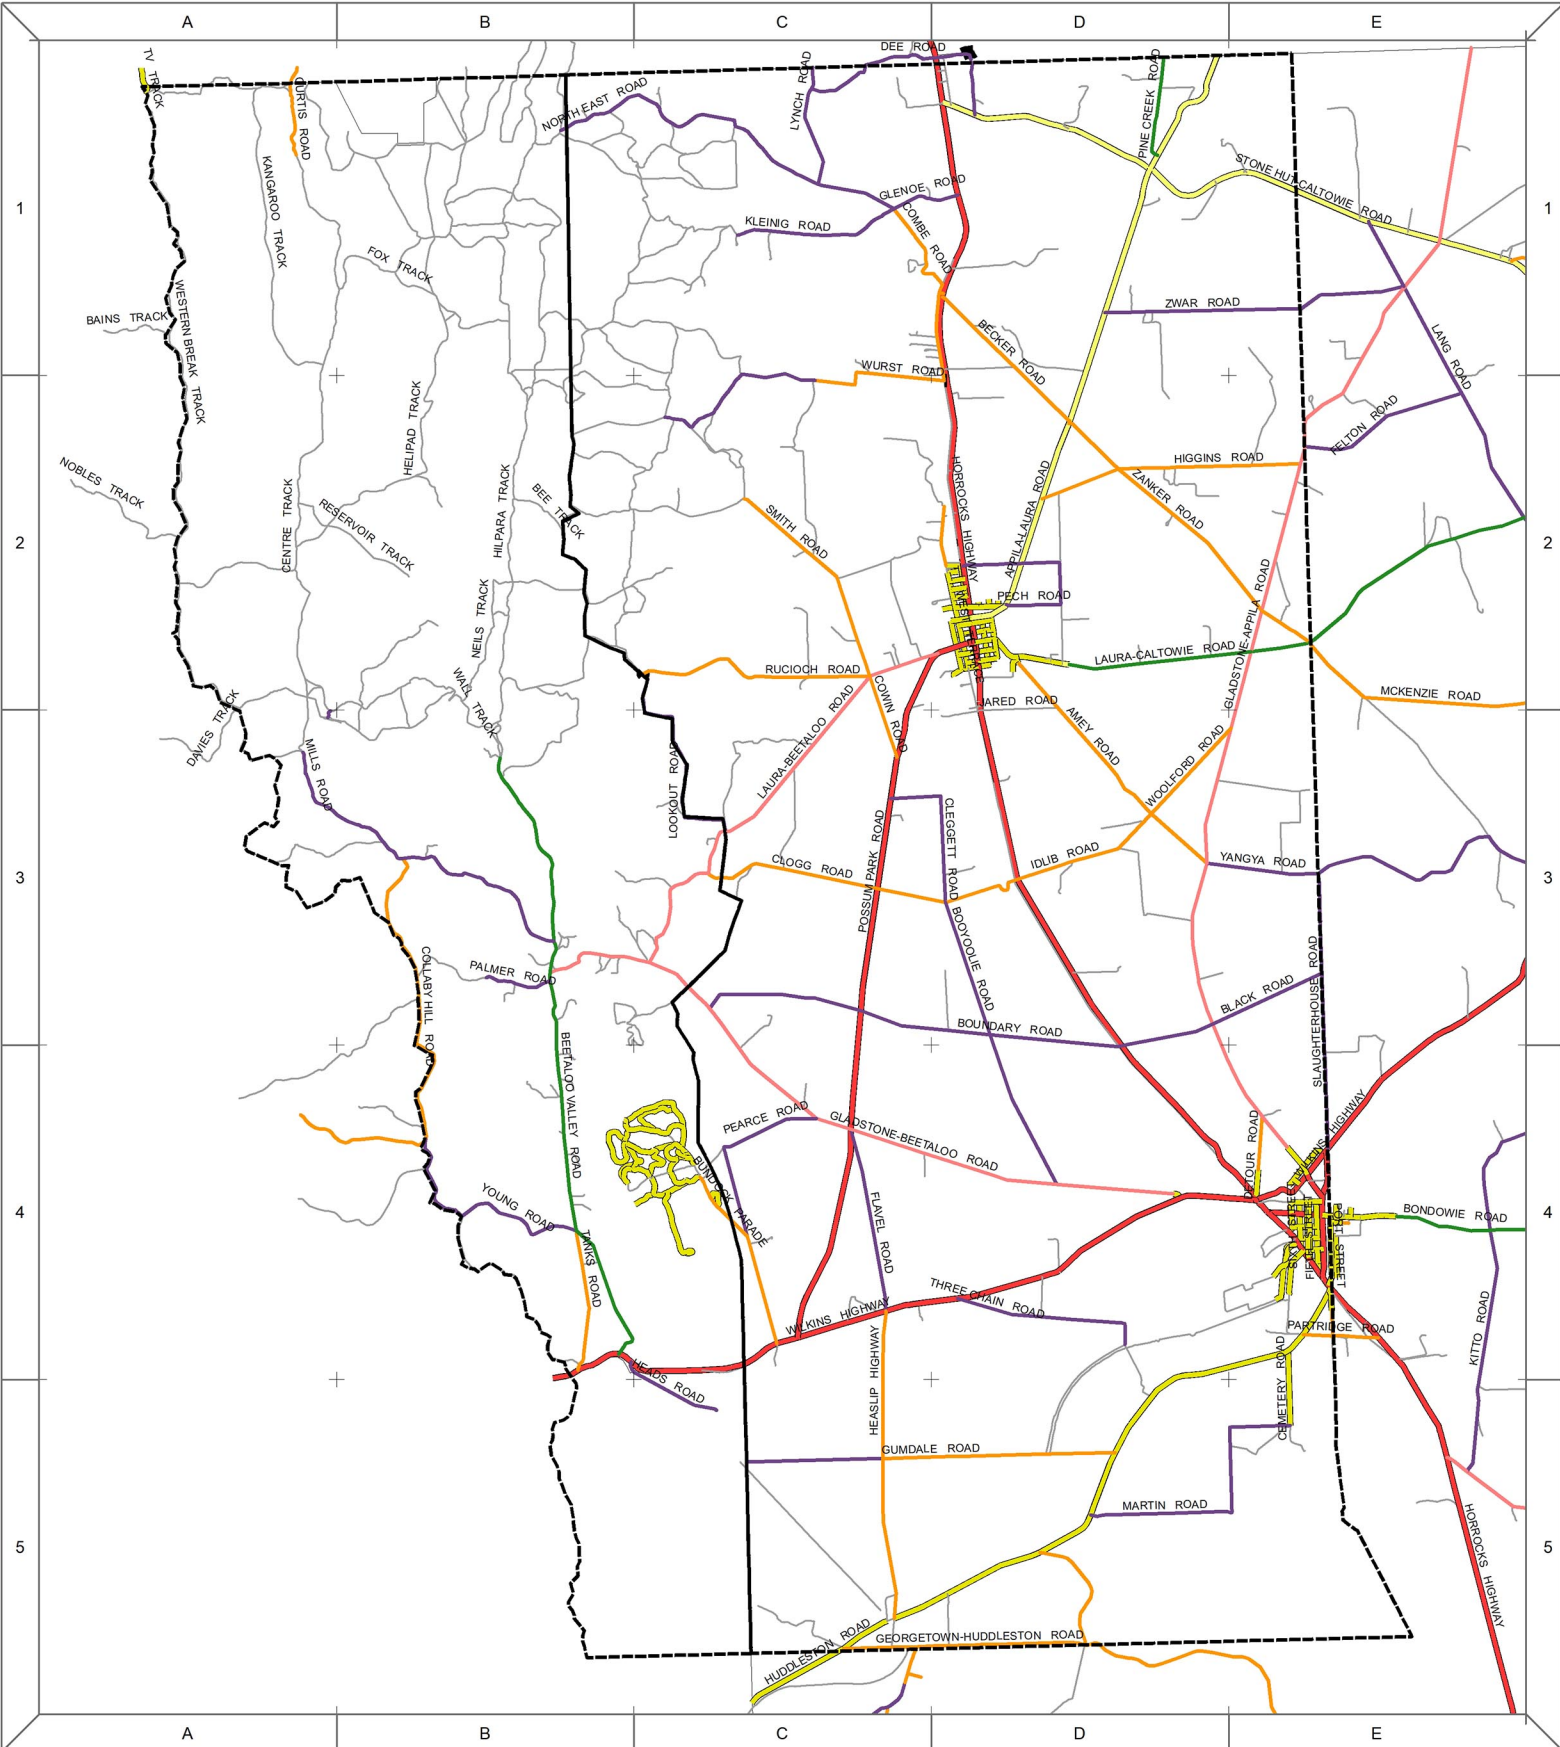 A B C D E
TV TRACK
CURTIS ROAD
NORTH EAST ROAD
LYNCH ROAD
DEE ROAD
PINE CREEK ROAD
STONE HUT-CALTOWIE ROAD
KANGAROO TRACK
GLENOE ROAD
1 1
KLEINIG ROAD
COMBE ROAD
FOX TRACK
BAINS TRACK
WESTERN BREAK TRACK
ZWAR ROAD
BECKER ROAD
LANG ROAD
WURST ROAD
HELIPAD TRACK
FELTON ROAD
NOBLES TRACK
HIGGINS ROAD
HORROCKS HIGHWAY
APPILA-LAURA ROAD
ZANKER ROAD
CENTRE TRACK
RESERVOIR TRACK
HILPARA TRACK
BEE TRACK
SMITH ROAD
2 2
NEILS TRACK
PECH ROAD
GLADSTONE-APPILA ROAD
LAURA-CALTOWIE ROAD
RUCIOCH ROAD
WALL TRACK
COWIN ROAD
MCKENZIE ROAD
DAVIES TRACK
JARED ROAD
AMEY ROAD
MILLS ROAD
LOOKOUT ROAD
LAURA-BEETALOO ROAD
WOOLFORD ROAD
POSSUM PARK ROAD
CLEGGETT ROAD
CLOGG ROAD
IDLIB ROAD
YANGYA ROAD
3 3
BOOYOOLIE ROAD
COLLABY HILL ROAD
PALMER ROAD
BLACK ROAD
SLAUGHTERHOUSE ROAD
BOUNDARY ROAD
BEETALOO VALLEY ROAD
PEARCE ROAD
GLADSTONE-BEETALOO ROAD
WILKINS HIGHWAY
BUNDOCK PARADE
YOUNG ROAD
FLAVEL ROAD
4 4
BONDOWIE ROAD
PORT STREET
TANKS ROAD
THREE CHAIN ROAD
WILKINS HIGHWAY
PARTRIDGE ROAD
KITTO ROAD
HEASLIP HIGHWAY
CEMETERY ROAD
HEADS ROAD
GUMDALE ROAD
MARTIN ROAD
5 5
HORROCKS HIGHWAY
HUDDLESTON ROAD
GEORGETOWN-HUDDLESTON ROAD
A B C D E